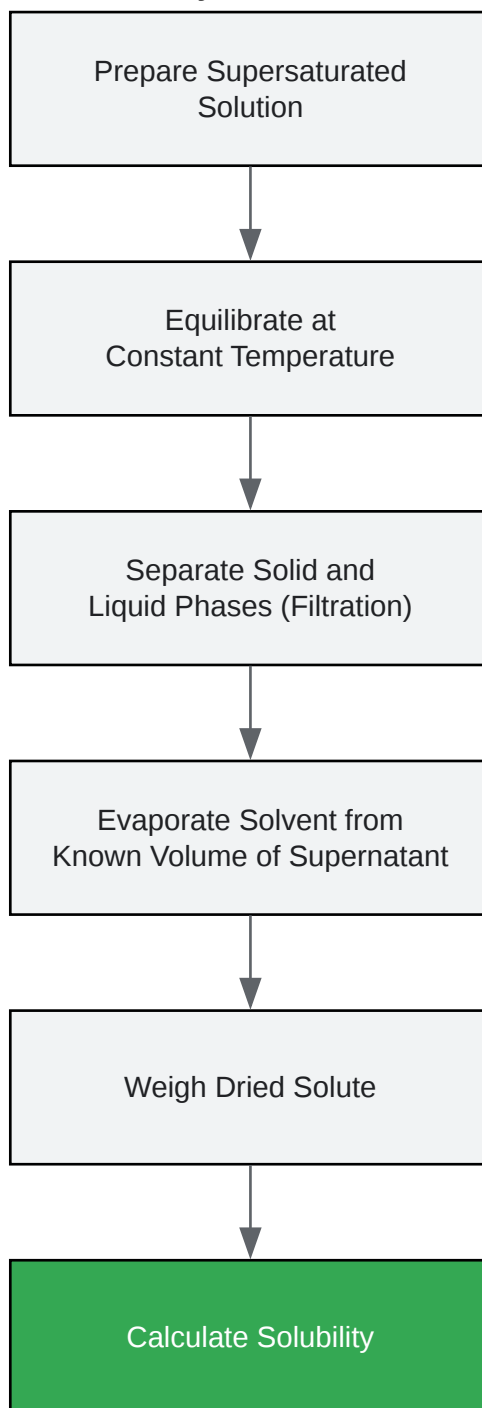 Prepare Supersaturated
Solution
Equilibrate at
Constant Temperature
Separate Solid and
Liquid Phases (Filtration)
Evaporate Solvent from
Known Volume of Supernatant
Weigh Dried Solute
Calculate Solubility